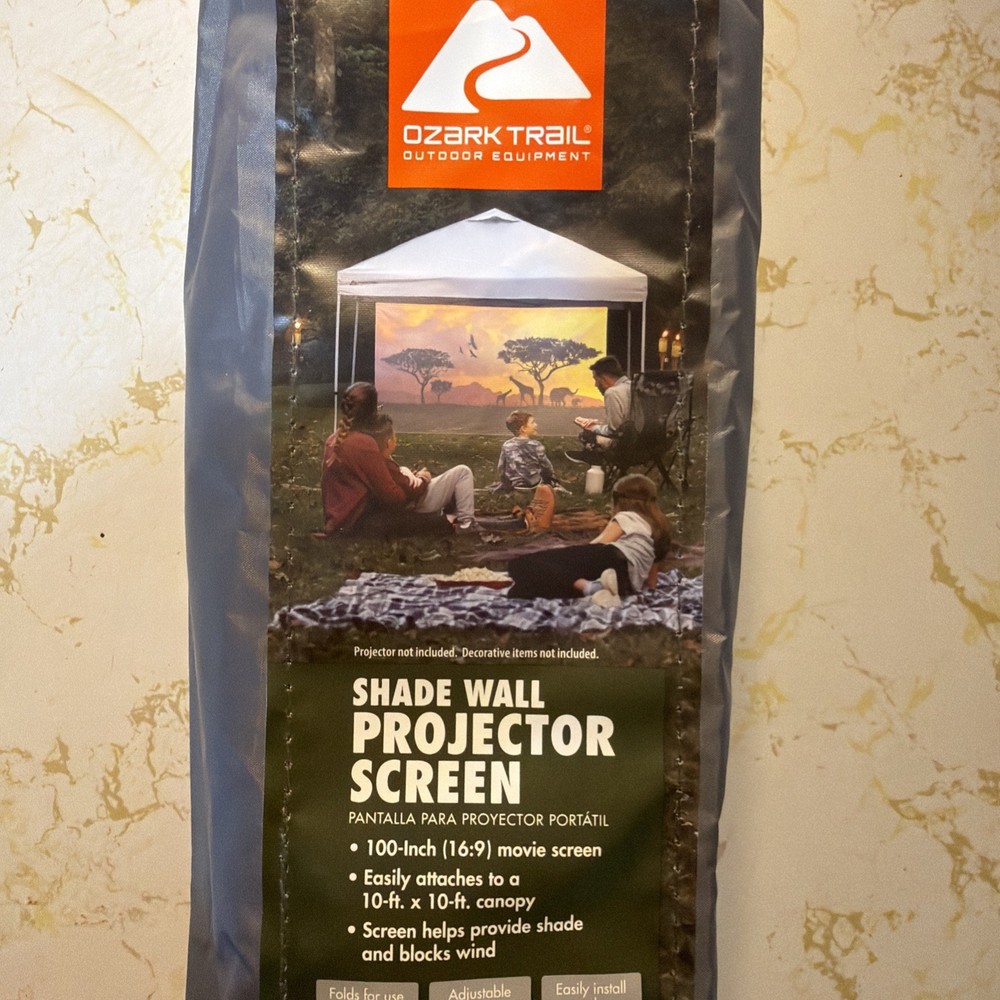 OZARK TRAIL®
OUTDOOR EQUIPMENT
Projector not included. Decorative items not included.
SHADE WALL
PROJECTOR
SCREEN
PANTALLA PARA PROYECTOR PORTÁTIL
• 100-Inch (16:9) movie screen
• Easily attaches to a
10-ft. x 10-ft. canopy
• Screen helps provide shade
and blocks wind
Folds for use
Adjustable
Easily install